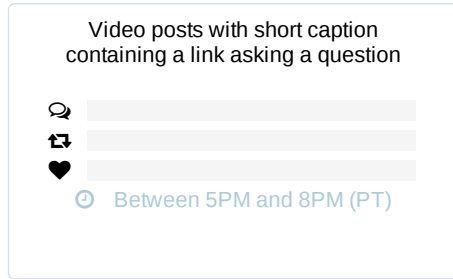 Video posts with short caption
containing a link asking a question
Between 5PM and 8PM (PT)